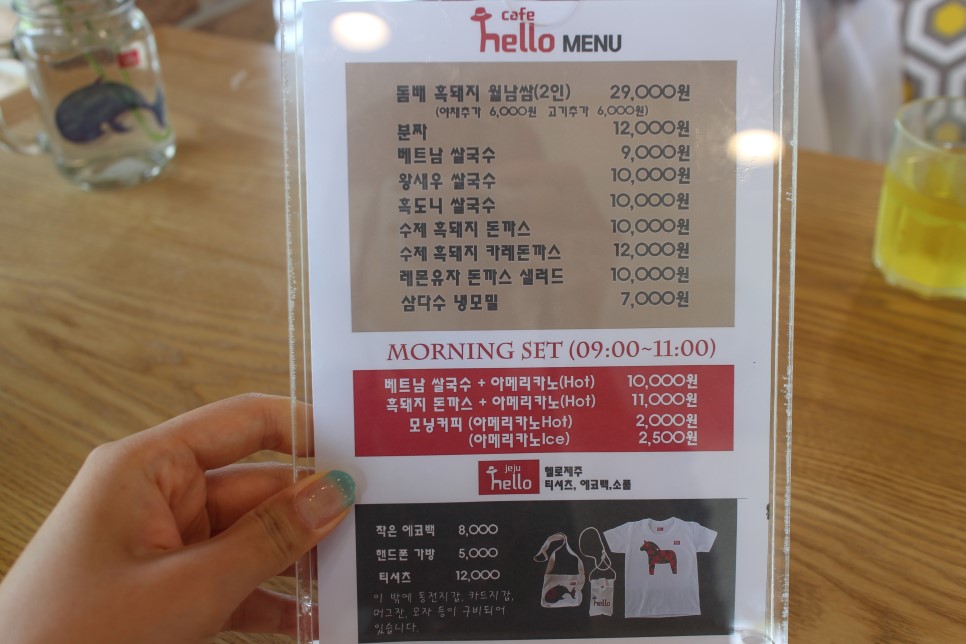 cafe
hello MENU
돔베 흑돼지 월남쌈(2인) 29,000원
(야채추가 6,000원 고기추가 6,000원)
분짜 12,000원
베트남 쌀국수 9,000원
왕새우 쌀국수 10,000원
흑도니 쌀국수 10,000원
수제 흑돼지 돈까스 10,000원
수제 흑돼지 카레돈까스 12,000원
레몬유자 돈까스 샐러드 10,000원
삼다수 냉모밀 7,000원
MORNING SET (09:00~11:00)
베트남 쌀국수 + 아메리카노(Hot) 10,000원
흑돼지 돈까스 + 아메리카노(Hot) 11,000원
모닝커피 (아메리카노Hot) 2,000원
(아메리카노Ice) 2,500원
jeju
hello
헬로제주
티셔츠, 에코백,소품
작은 에코백 8,000
핸드폰 가방 5,000
티셔츠 12,000
이 밖에 동전지갑, 카드지갑,
머그잔, 모자 등이 구비되어
있습니다.
hello